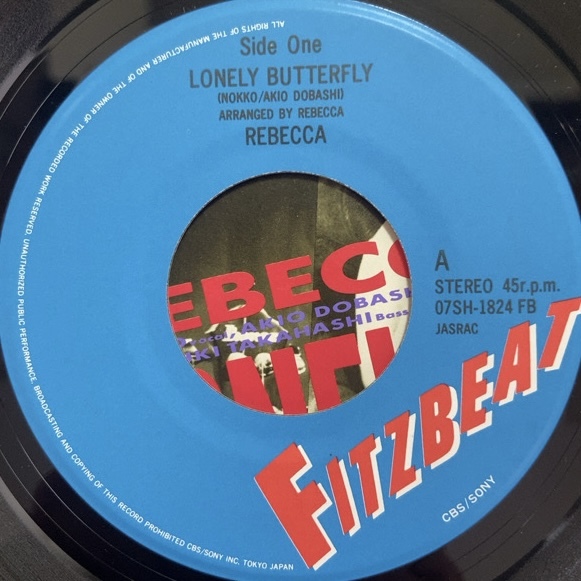 Side One
LONELY BUTTERFLY
(NOKKO/AKIO DOBASHI)
ARRANGED BY REBECCA
REBECCA
A
STEREO 45r.p.m.
07SH-1824 FB
JASRAC
FITZBEAT
CBS/SONY
ALL RIGHTS OF THE MANUFACTURER AND OF THE OWNER OF THE RECORDED WORK RESERVED. UNAUTHORIZED PUBLIC PERFORMANCE, BROADCASTING AND COPYING OF THIS RECORD PROHIBITED CBS/SONY INC. TOKYO JAPAN
EBECC
AKIO DOBASH
KI TAKAHASHI Bass